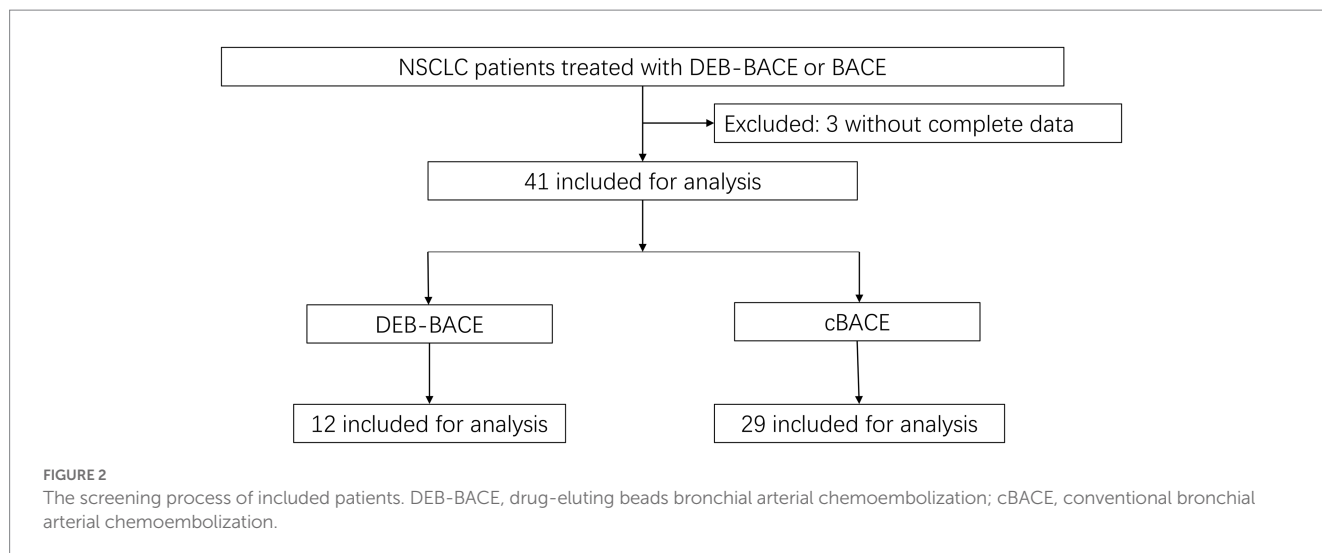 NSCLC patients treated with DEB-BACE or BACE
Excluded: 3 without complete data
41 included for analysis
DEB-BACE
cBACE
12 included for analysis
29 included for analysis
FIGURE 2
The screening process of included patients. DEB-BACE, drug-eluting beads bronchial arterial chemoembolization; cBACE, conventional bronchial
arterial chemoembolization.